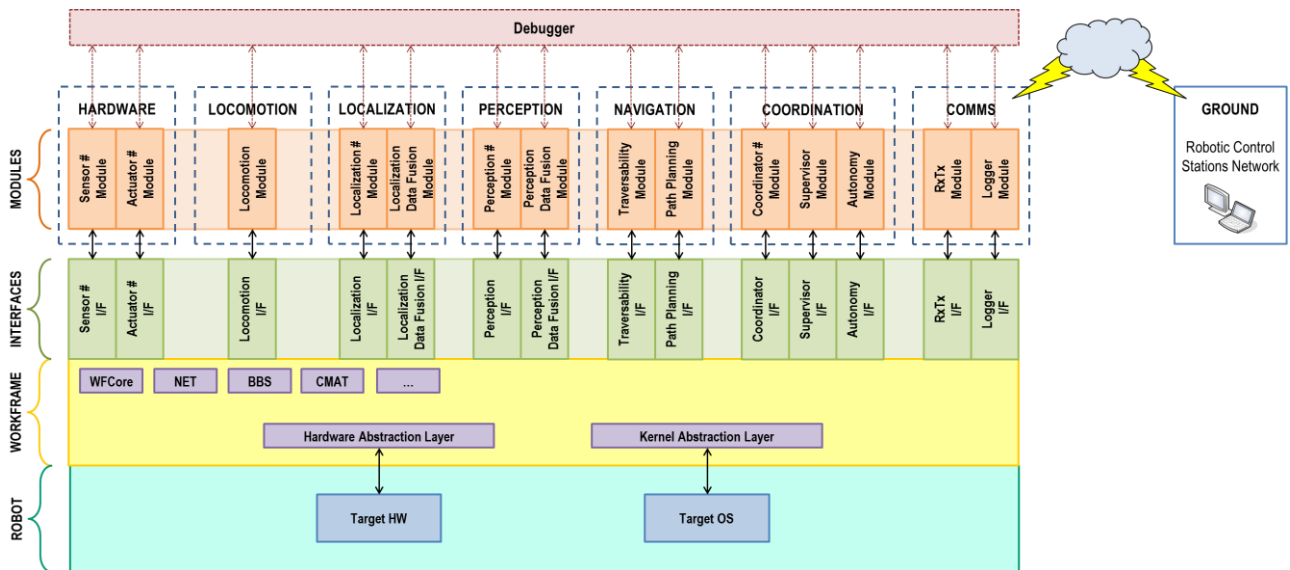 Debugger
HARDWARE
LOCOMOTION
LOCALIZATION
PERCEPTION
NAVIGATION
COORDINATION
COMMS
GROUND
Robotic Control
Stations Network
MODULES
Sensor #
Module
Actuator #
Module
Locomotion
Module
Localization #
Module
Localization
Data Fusion
Module
Perception #
Module
Perception
Data Fusion
Module
Traversability
Module
Path Planning
Module
Coordinator #
Module
Supervisor
Module
Autonomy
Module
RxTx
Module
Logger
Module
INTERFACES
Sensor #
I/F
Actuator #
I/F
Locomotion
I/F
Localization
I/F
Localization
Data Fusion I/F
Perception
I/F
Perception
Data Fusion I/F
Traversability
I/F
Path Planning
I/F
Coordinator
I/F
Supervisor
I/F
Autonomy
I/F
RxTx
I/F
Logger
I/F
WORKFRAME
WFCore
NET
BBS
CMAT
...
Hardware Abstraction Layer
Kernel Abstraction Layer
ROBOT
Target HW
Target OS